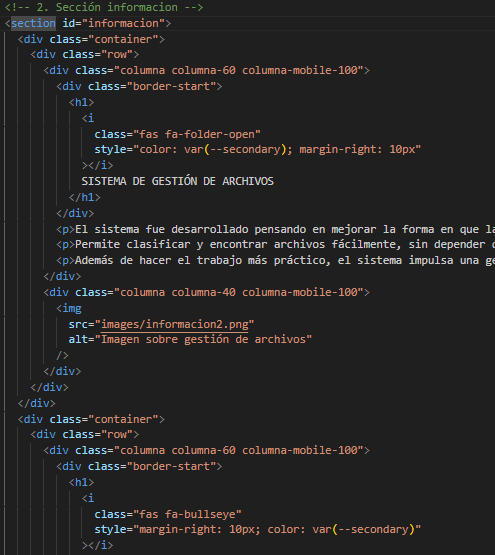 <!-- 2. Sección informacion -->
<section id="informacion">
<div class="container">
<div class="row">
<div class="columna columna-60 columna-mobile-100">
<div class="border-start">
<h1>
<i
class="fas fa-folder-open"
style="color: var(--secondary); margin-right: 10px"
></i>
SISTEMA DE GESTIÓN DE ARCHIVOS
</h1>
</div>
<p>El sistema fue desarrollado pensando en mejorar la forma en que la
<p>Permite clasificar y encontrar archivos fácilmente, sin depender
<p>Además de hacer el trabajo más práctico, el sistema impulsa una ge
</div>
<div class="columna columna-40 columna-mobile-100">
<img
src="images/informacion2.png"
alt="Imagen sobre gestión de archivos"
/>
</div>
</div>
</div>
<div class="container">
<div class="row">
<div class="columna columna-60 columna-mobile-100">
<div class="border-start">
<h1>
<i
class="fas fa-bullseye"
style="margin-right: 10px; color: var(--secondary)"
></i>